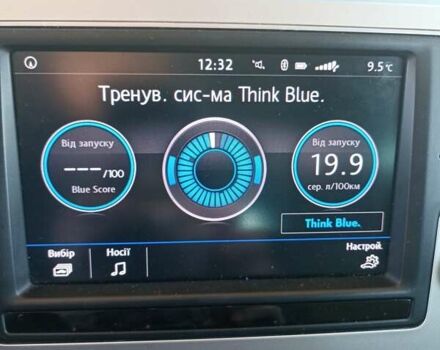 12:32 9.5°C
Тренув. сис-ма Think Blue.
Від запуску
---/100
Blue Score
Від запуску
19.9
сер. л/100км
Think Blue.
Вибір Носії Настрой.